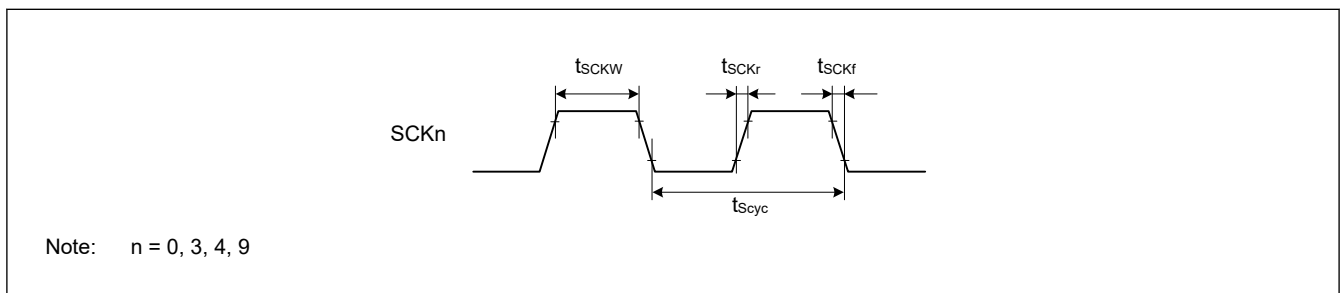 tSCKW tSCKr tSCKf
SCKn
tScyc
Note: n = 0, 3, 4, 9